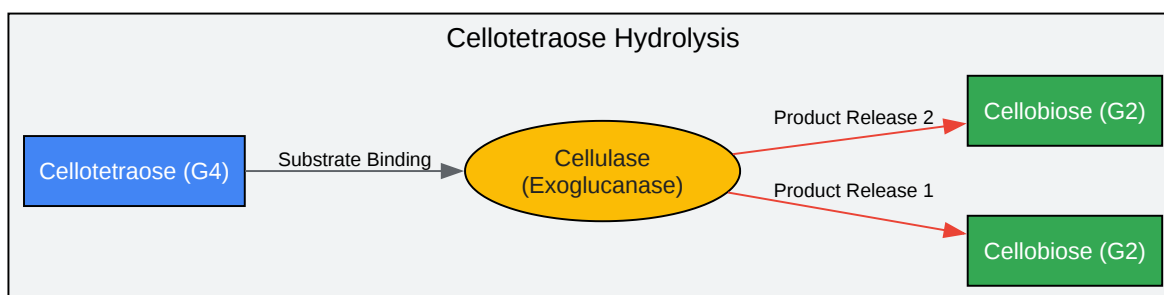 Cellotetraose Hydrolysis
Cellotetraose (G4)
Substrate Binding
Cellulase
(Exoglucanase)
Product Release 2
Cellobiose (G2)
Product Release 1
Cellobiose (G2)